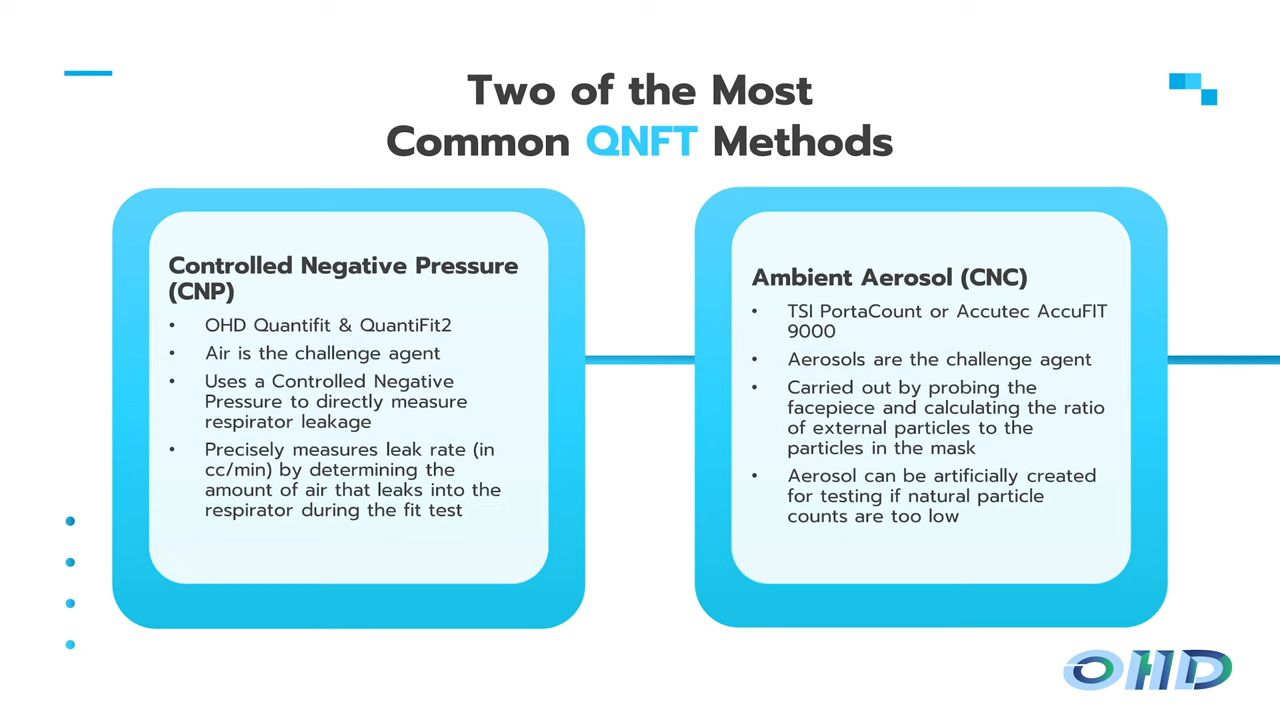 Two of the Most
Common QNFT Methods
Controlled Negative Pressure
(CNP)
• OHD Quantifit & QuantiFit2
• Air is the challenge agent
• Uses a Controlled Negative
Pressure to directly measure
respirator leakage
• Precisely measures leak rate (in
cc/min) by determining the
amount of air that leaks into the
respirator during the fit test
Ambient Aerosol (CNC)
• TSI PortaCount or Accutec AccuFIT
9000
• Aerosols are the challenge agent
• Carried out by probing the
facepiece and calculating the ratio
of external particles to the
particles in the mask
• Aerosol can be artificially created
for testing if natural particle
counts are too low
OHD